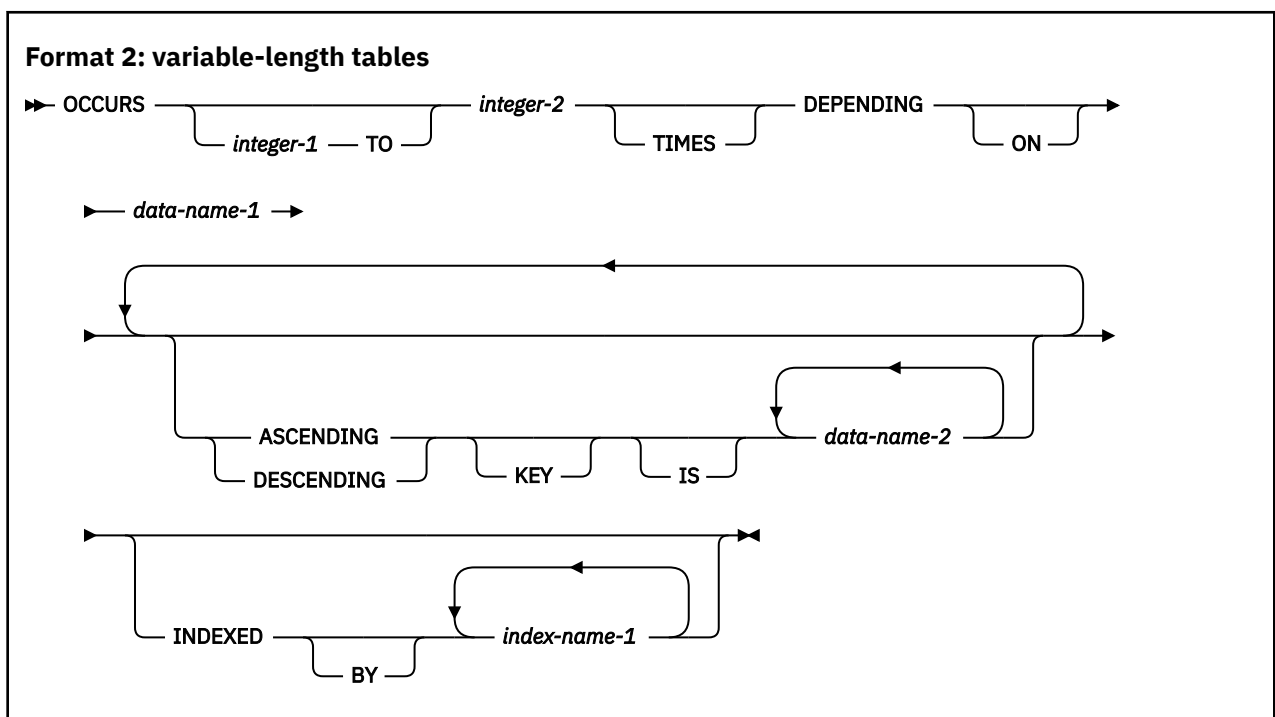 Format 2: variable-length tables
OCCURS integer-2 DEPENDING
integer-1 TO TIMES ON
data-name-1
ASCENDING data-name-2
DESCENDING KEY IS
INDEXED index-name-1
BY